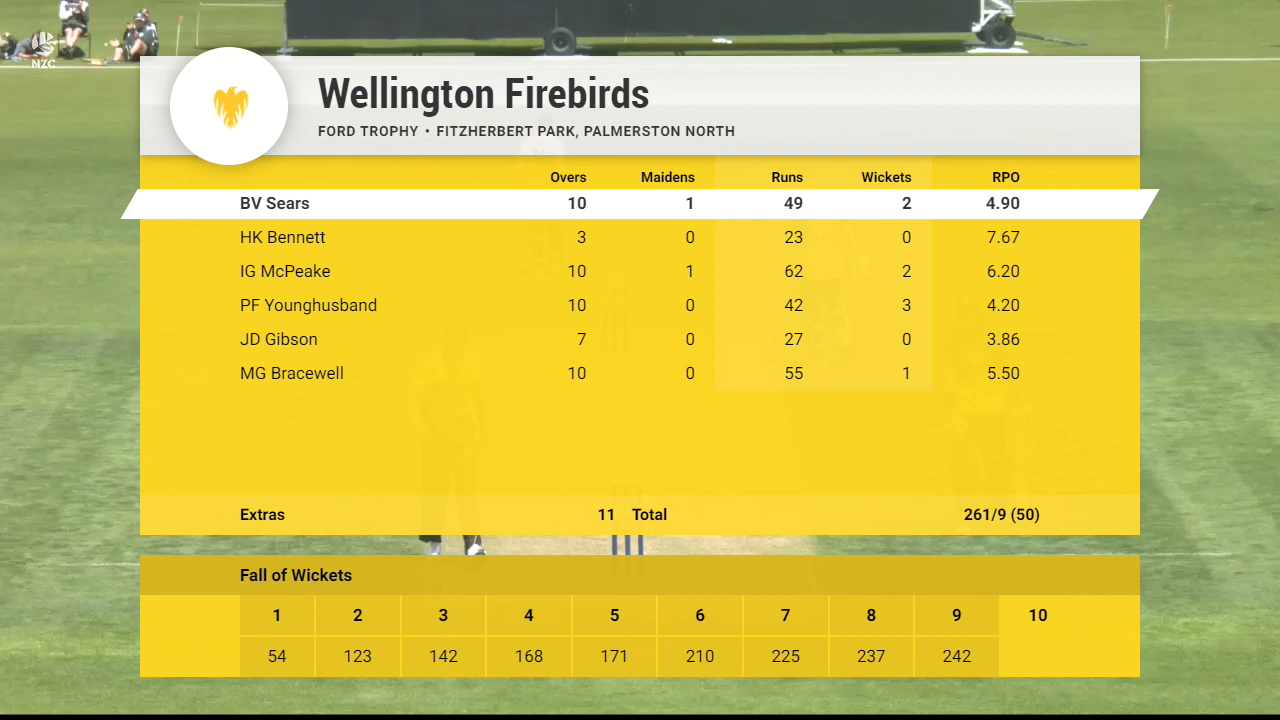 NZC
Wellington Firebirds
FORD TROPHY • FITZHERBERT PARK, PALMERSTON NORTH
Overs Maidens Runs Wickets RPO
BV Sears 10 1 49 2 4.90
HK Bennett 3 0 23 0 7.67
IG McPeake 10 1 62 2 6.20
PF Younghusband 10 0 42 3 4.20
JD Gibson 7 0 27 0 3.86
MG Bracewell 10 0 55 1 5.50
Extras 11 Total 261/9 (50)
Fall of Wickets
1 2 3 4 5 6 7 8 9 10
54 123 142 168 171 210 225 237 242